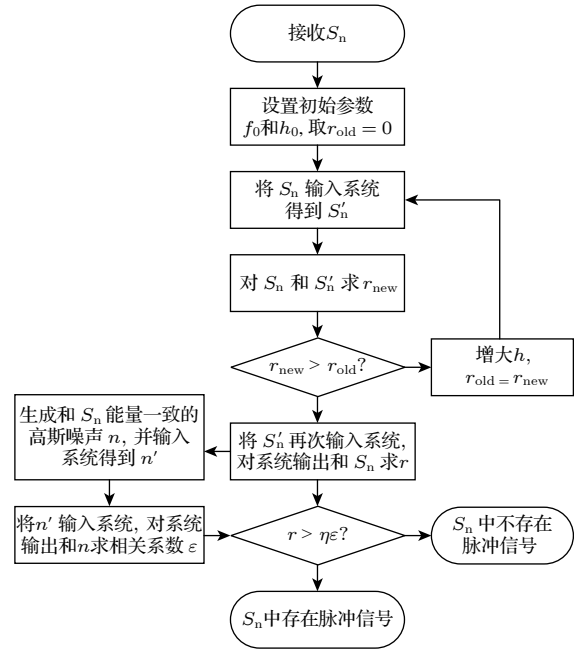 接收Sn
设置初始参数
f0和h0, 取rold = 0
将 Sn 输入系统
得到 S′n
对 Sn 和 S′n 求 rnew
rnew > rold?
增大h,
rold = rnew
生成和 Sn 能量一致的
高斯噪声 n, 并输入
系统得到 n′
将 S′n 再次输入系统,
对系统输出和 Sn 求r
将n′ 输入系统, 对系统
输出和n求相关系数 ε
r > ηε?
Sn 中不存在
脉冲信号
Sn中存在脉冲信号